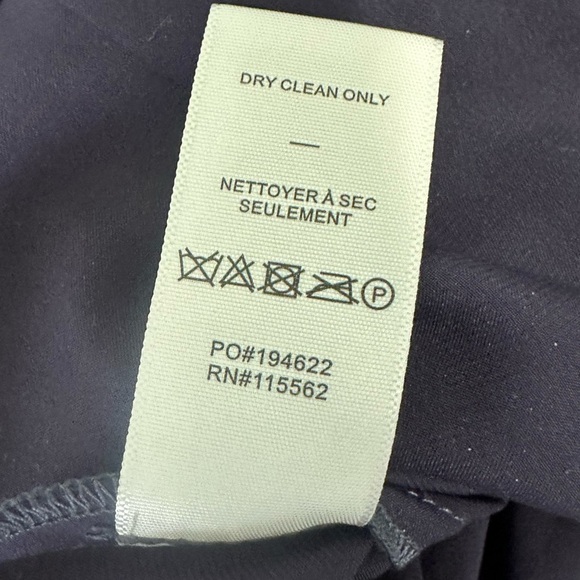 DRY CLEAN ONLY
—
NETTOYER À SEC
SEULEMENT
P
PO#194622
RN#115562